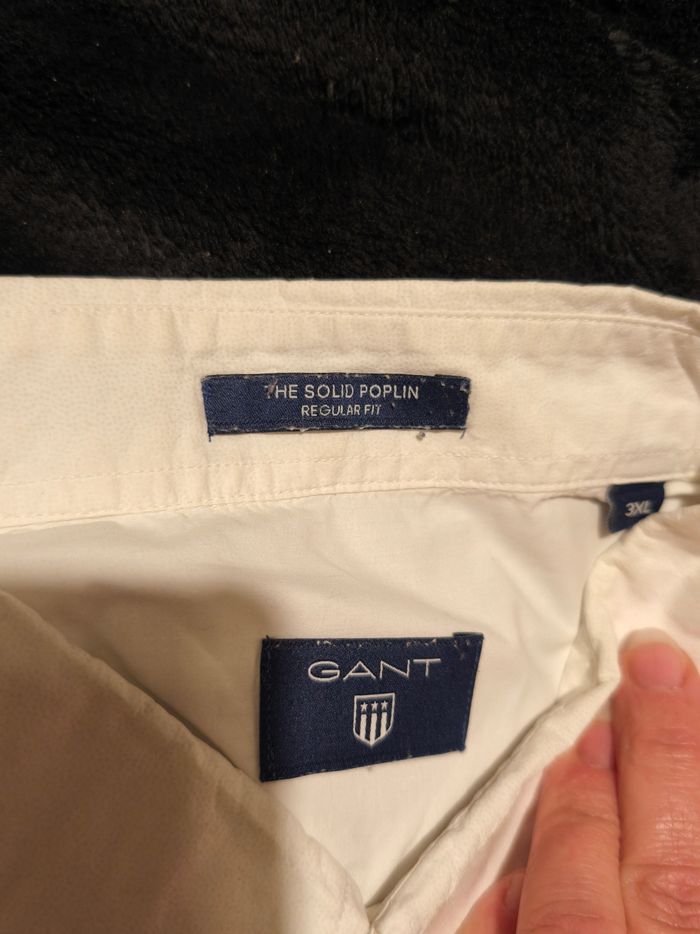 THE SOLID POPLIN
REGULAR FIT
3XL
GANT